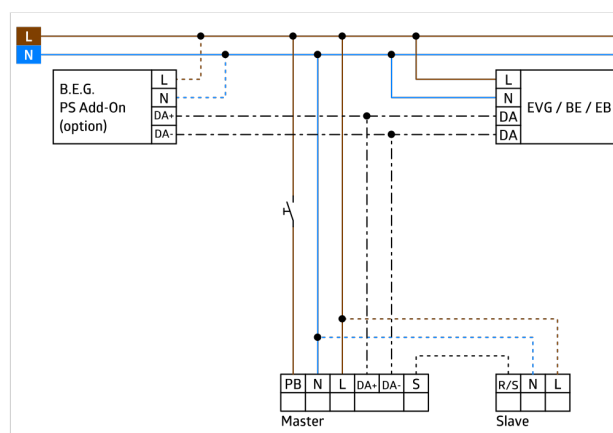 L
N
B.E.G.
PS Add-On
(option)
L
N
DA+
DA-
L
N
DA
DA
EVG / BE / EB
PB N L DA+ DA- S
Master
R/S N L
Slave